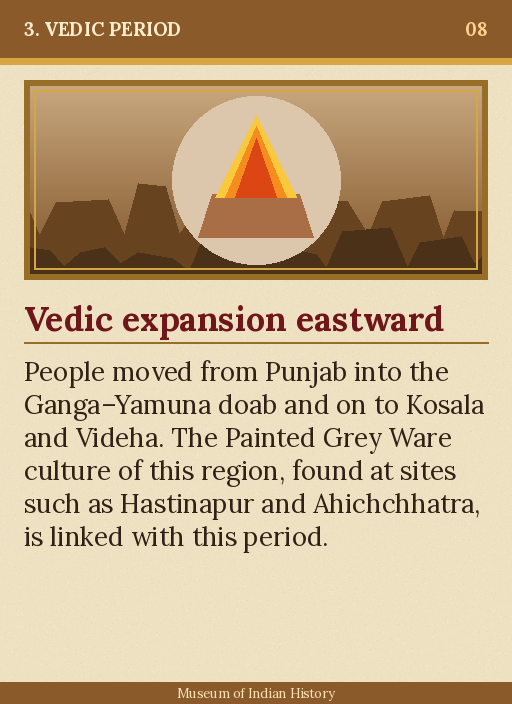 3. VEDIC PERIOD
08
Vedic expansion eastward
People moved from Punjab into the
Ganga–Yamuna doab and on to Kosala
and Videha. The Painted Grey Ware
culture of this region, found at sites
such as Hastinapur and Ahichchhatra,
is linked with this period.
Museum of Indian History